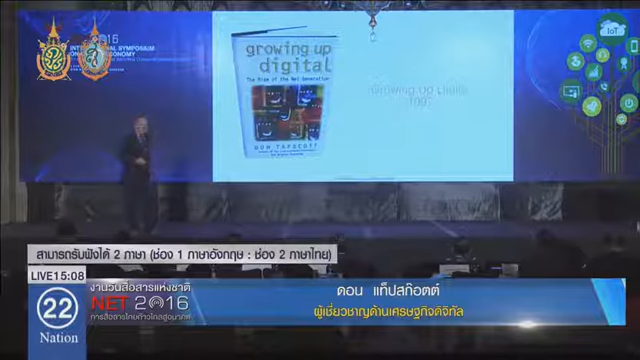 2016
INTERNATIONAL SYMPOSIUM
growing up
digital
The Rise of the Net Generation
DON TAPSCOTT
Growing Up Digital
IoT
สามารถรับฟังได้ 2 ภาษา (ช่อง 1 ภาษาอังกฤษ : ช่อง 2 ภาษาไทย)
LIVE 15:08
22
Nation
งานวันสื่อสารแห่งชาติ
NET 2016
การสื่อสารไทยก้าวไกลสู่อนาคต
ดอน แท็ปสก๊อตต์
ผู้เชี่ยวชาญด้านเศรษฐกิจดิจิทัล